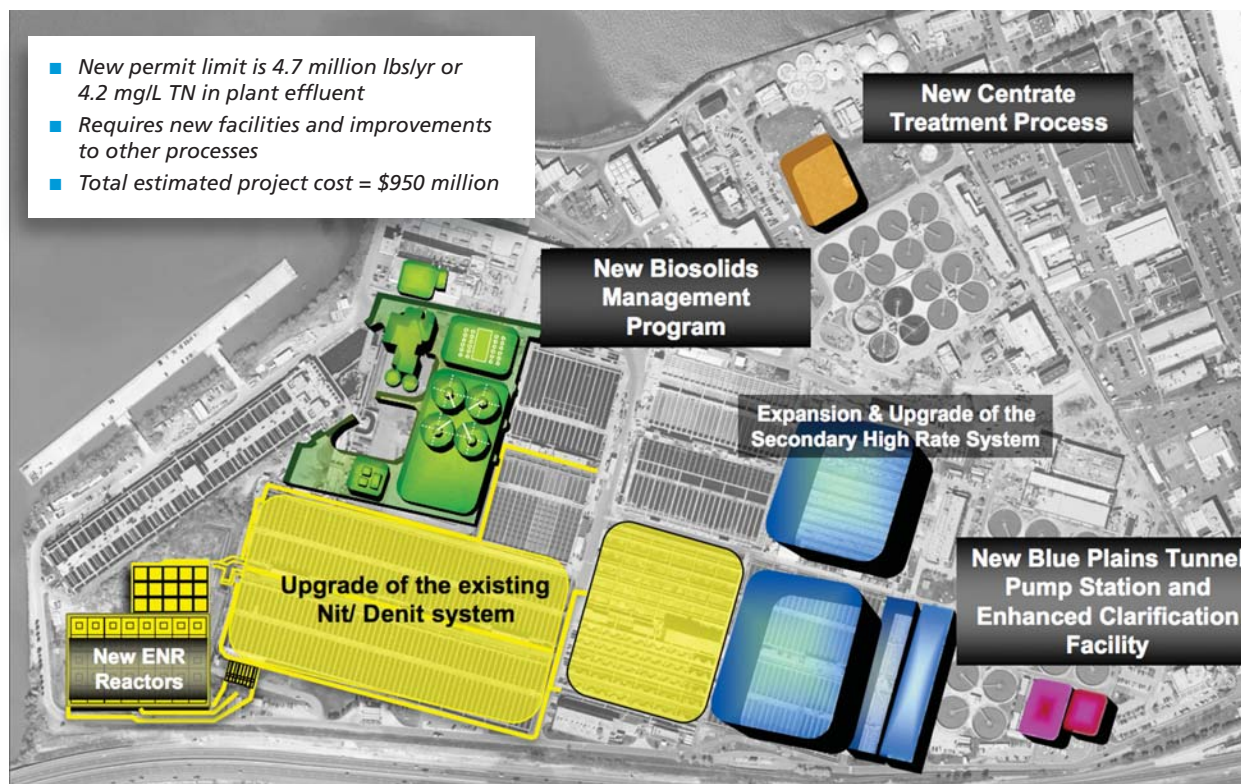 ■ New permit limit is 4.7 million lbs/yr or
4.2 mg/L TN in plant effluent
■ Requires new facilities and improvements
to other processes
■ Total estimated project cost = $950 million
New Centrate
Treatment Process
New Biosolids
Management
Program
Expansion & Upgrade of the
Secondary High Rate System
Upgrade of the existing
Nit/ Denit system
New ENR
Reactors
New Blue Plains Tunnel
Pump Station and
Enhanced Clarification
Facility